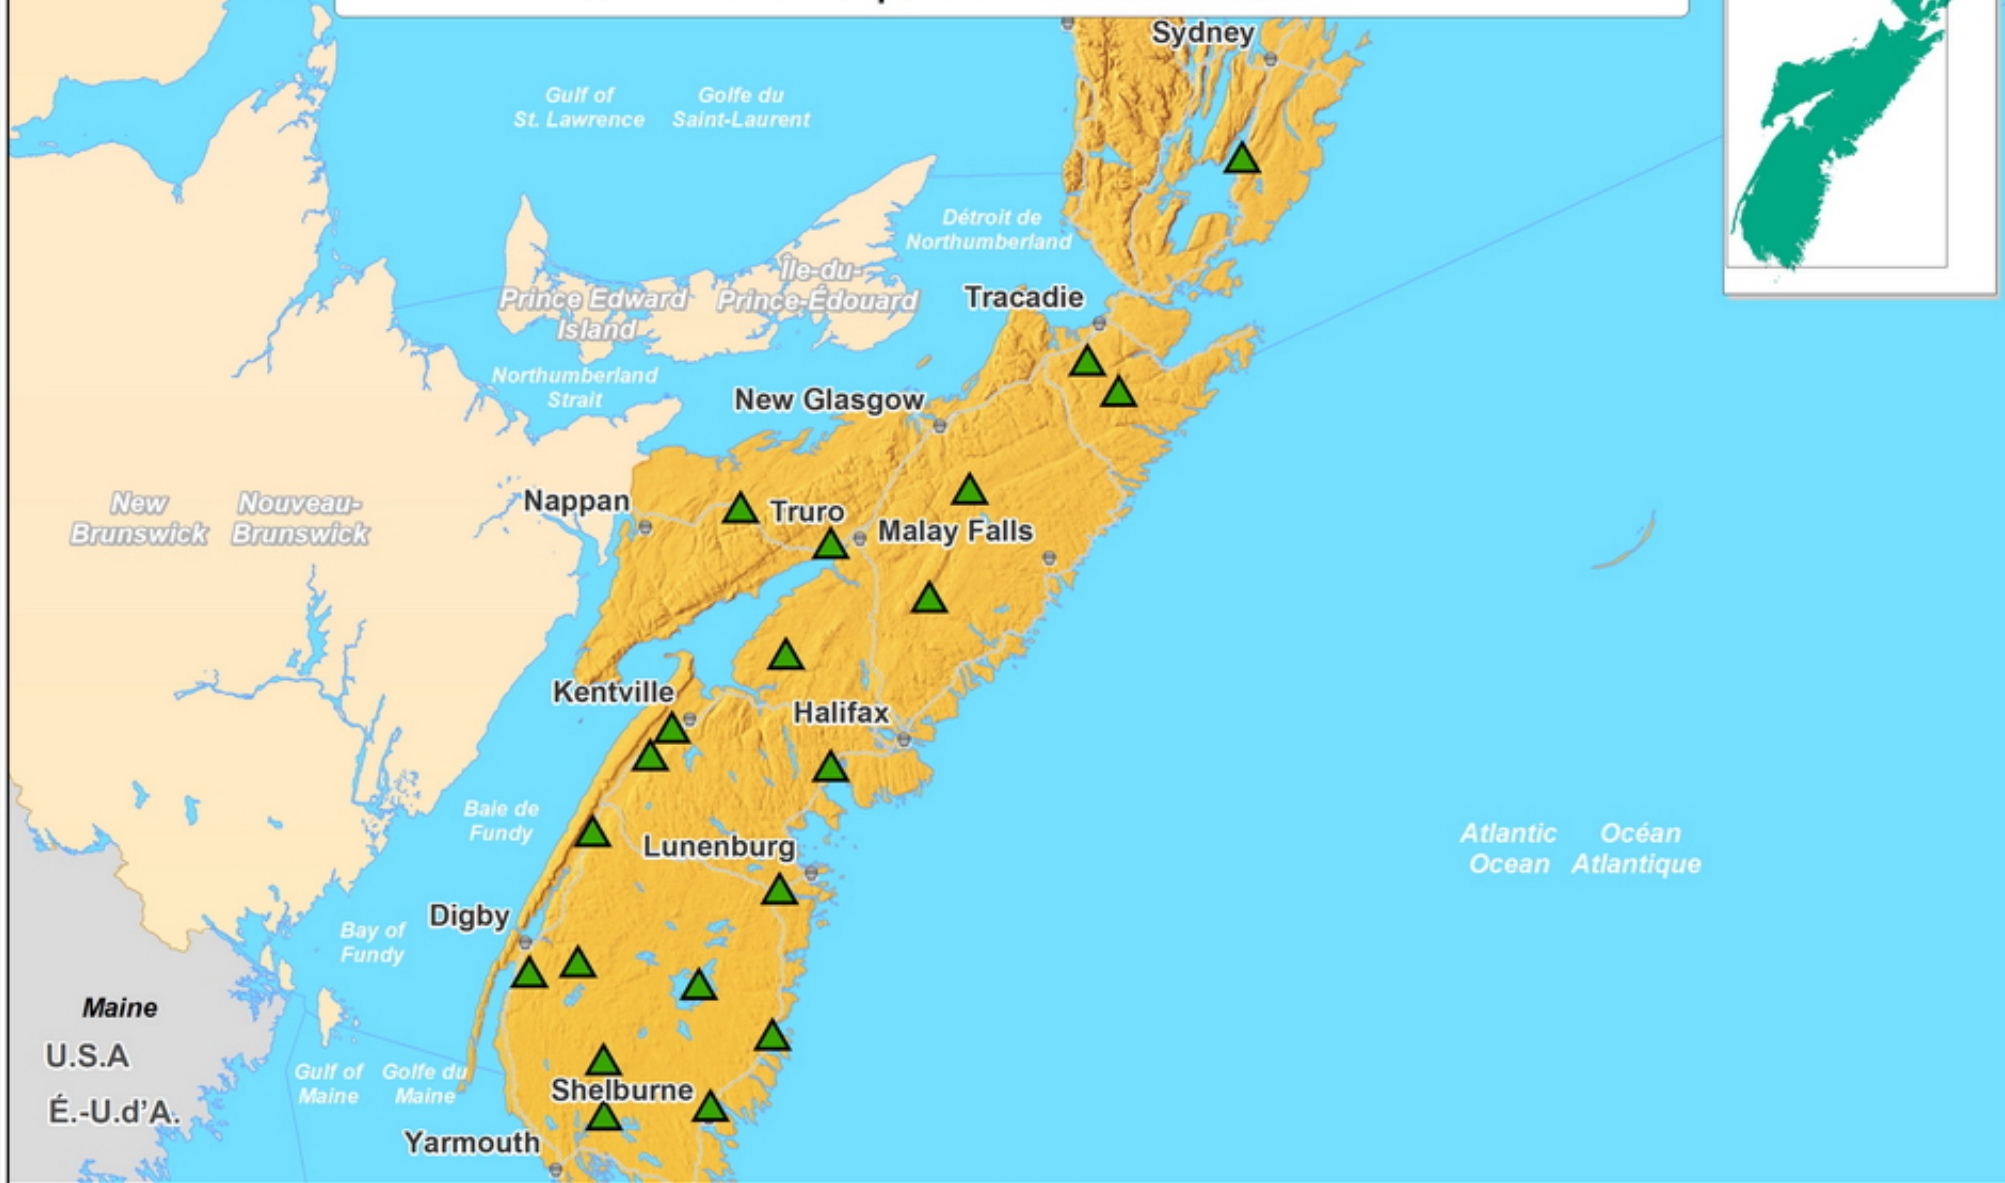 Sydney
Gulf of
St. Lawrence
Golfe du
Saint-Laurent
Détroit de
Northumberland
Île-du-
Prince-Édouard
Prince Edward
Island
Tracadie
Northumberland
Strait
New Glasgow
New
Brunswick
Nouveau-
Brunswick
Nappan
Truro
Malay Falls
Kentville
Halifax
Baie de
Fundy
Lunenburg
Atlantic
Ocean
Océan
Atlantique
Digby
Bay of
Fundy
Maine
U.S.A
É.-U.d'A.
Gulf of
Maine
Golfe du
Maine
Shelburne
Yarmouth